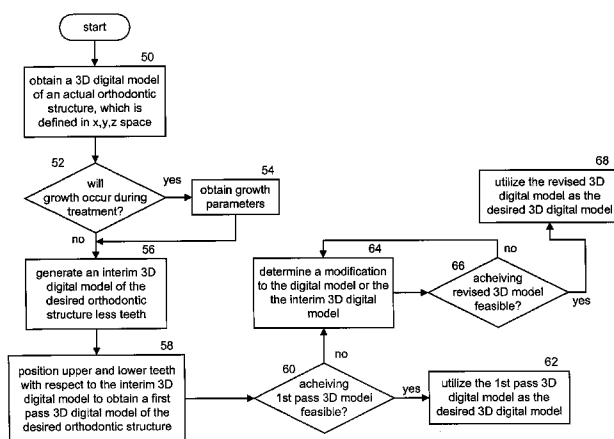 start
50
obtain a 3D digital model
of an actual orthodontic
structure, which is
defined in x,y,z space
52
will
growth occur during
treatment?
yes
54
obtain growth
parameters
no
56
generate an interim 3D
digital model of the
desired orthodontic
structure less teeth
58
position upper and lower teeth
with respect to the interim 3D
digital model to obtain a first
pass 3D digital model of the
desired orthodontic structure
60
acheiving
1st pass 3D model
feasible?
yes
62
utilize the 1st pass 3D
digital model as the
desired 3D digital model
no
64
determine a modification
to the digital model or the
the interim 3D digital
model
66
acheiving
revised 3D model
feasible?
no
yes
68
utilize the revised 3D
digital model as the
desired 3D digital model